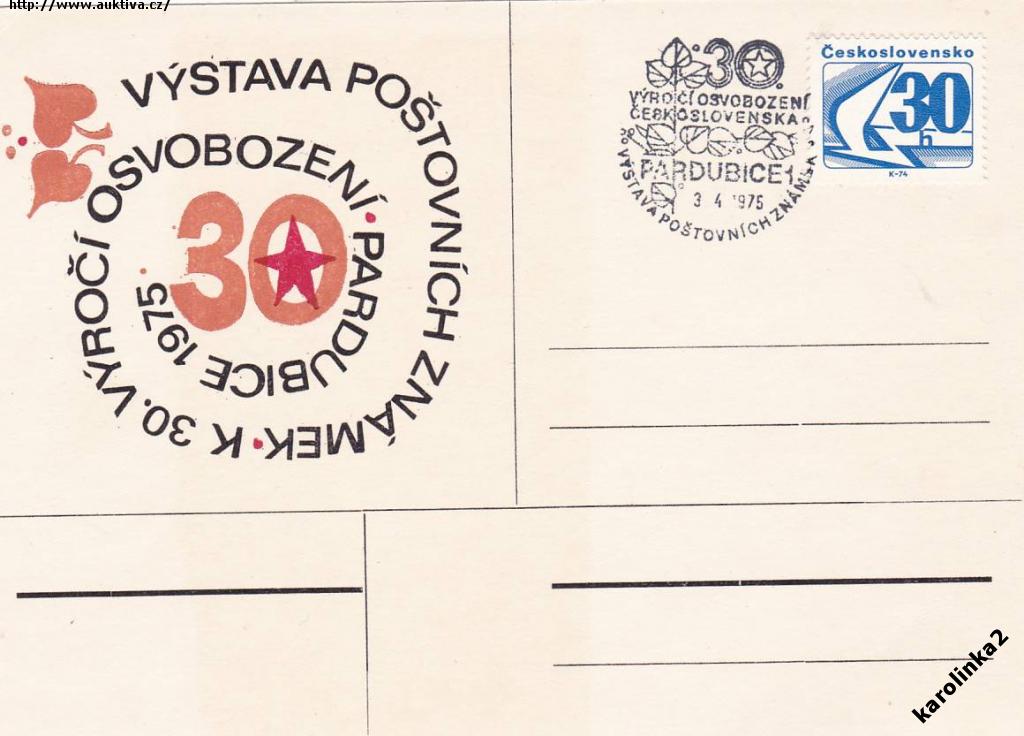 http://www.auktiva.cz/
VÝSTAVA POŠTOVNÍCH ZNÁMEK • K 30. VÝROČÍ OSVOBOZENÍ • PARDUBICE 1975
30
30
VÝROČÍ OSVOBOZENÍ
ČESKOSLOVENSKA
PARDUBICE 1
3 4 1975
VÝSTAVA POŠTOVNÍCH ZNÁMEK
Československo
30
h
K-74
karolinka2